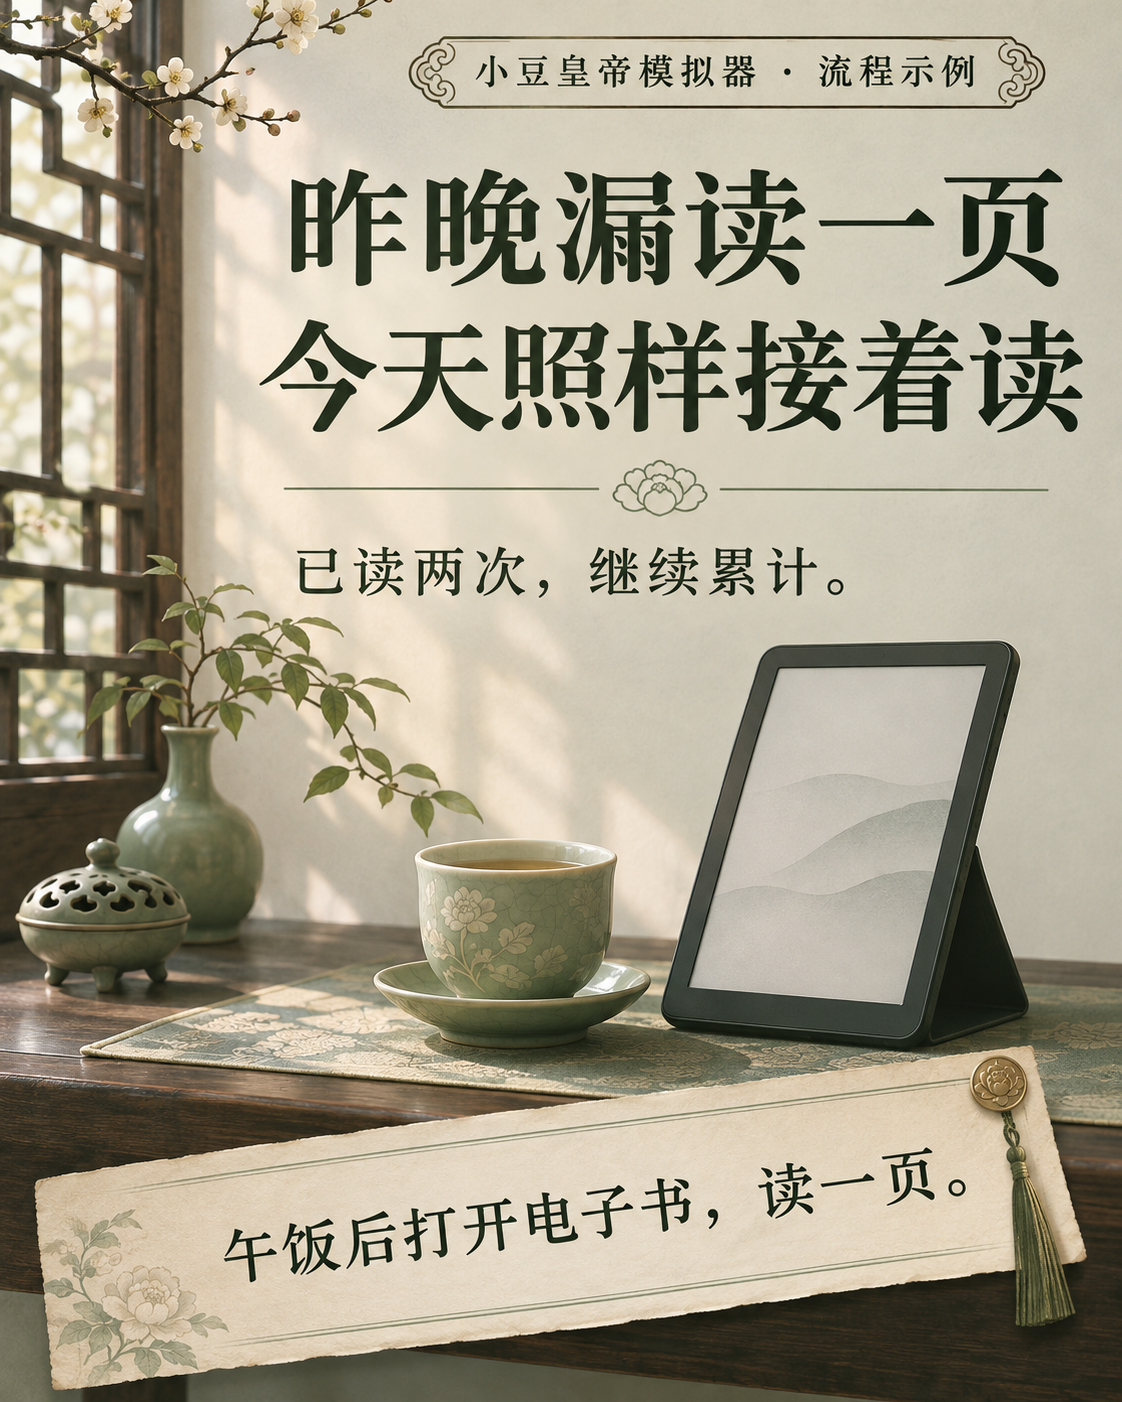 小豆皇帝模拟器 · 流程示例
昨晚漏读一页
今天照样接着读
已读两次，继续累计。
午饭后打开电子书，读一页。